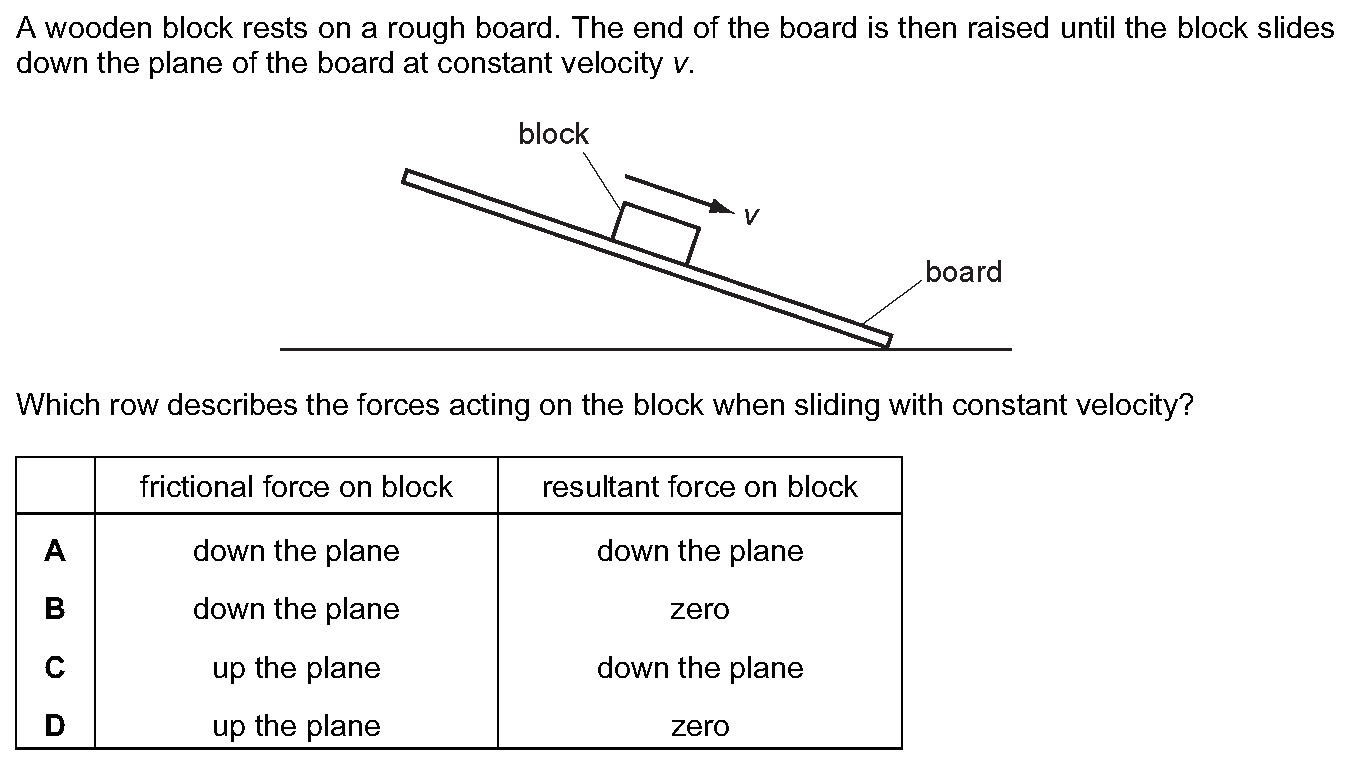 A wooden block rests on a rough board. The end of the board is then raised until the block slides
down the plane of the board at constant velocity v.
block
v
board
Which row describes the forces acting on the block when sliding with constant velocity?
frictional force on block resultant force on block
A down the plane down the plane
B down the plane zero
C up the plane down the plane
D up the plane zero